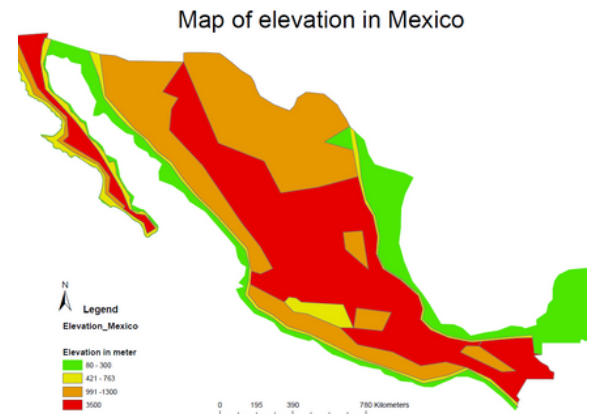 Map of elevation in Mexico
N
Legend
Elevation_Mexico
Elevation in meter
80 - 300
421 - 763
991 -1300
3500
0 195 390 780 Kilometers